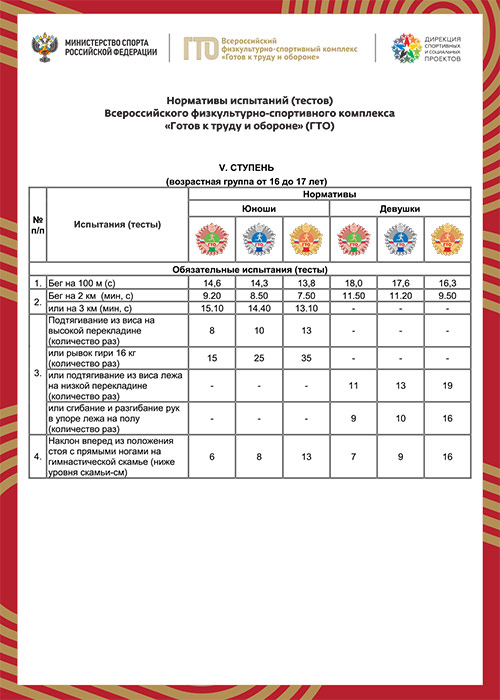 МИНИСТЕРСТВО СПОРТА
РОССИЙСКОЙ ФЕДЕРАЦИИ
ГТО
Всероссийский
физкультурно-спортивный комплекс
«Готов к труду и обороне»
ДИРЕКЦИЯ
СПОРТИВНЫХ
И СОЦИАЛЬНЫХ
ПРОЕКТОВ
Нормативы испытаний (тестов)
Всероссийского физкультурно-спортивного комплекса
«Готов к труду и обороне» (ГТО)
V. СТУПЕНЬ
(возрастная группа от 16 до 17 лет)
№ п/п Испытания (тесты) Нормативы
Юноши Девушки
ГТО ГТО ГТО ГТО ГТО ГТО
Обязательные испытания (тесты)
1. Бег на 100 м (с) 14,6 14,3 13,8 18,0 17,6 16,3
2. Бег на 2 км (мин, с) 9.20 8.50 7.50 11.50 11.20 9.50
или на 3 км (мин, с) 15.10 14.40 13.10 - - -
3. Подтягивание из виса на
высокой перекладине
(количество раз) 8 10 13 - - -
или рывок гири 16 кг
(количество раз) 15 25 35 - - -
или подтягивание из виса лежа
на низкой перекладине
(количество раз) - - - 11 13 19
или сгибание и разгибание рук
в упоре лежа на полу
(количество раз) - - - 9 10 16
4. Наклон вперед из положения
стоя с прямыми ногами на
гимнастической скамье (ниже
уровня скамьи-см) 6 8 13 7 9 16